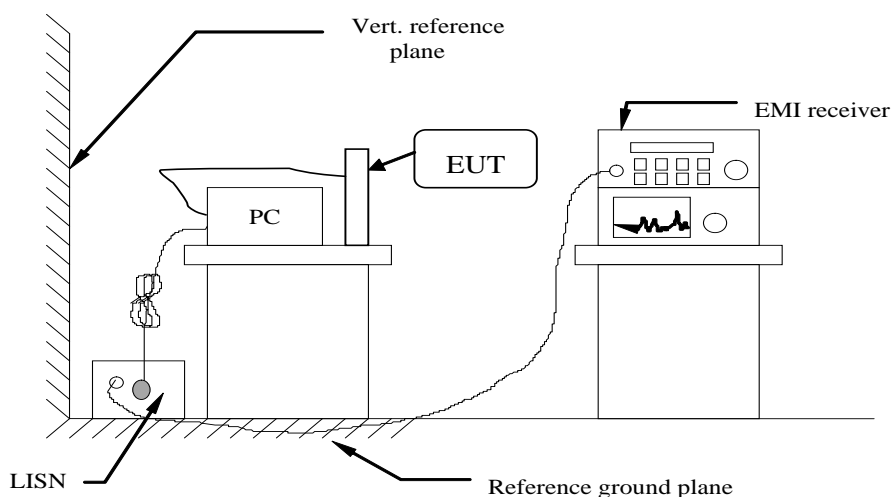 Vert. reference
plane
EMI receiver
EUT
PC
LISN
Reference ground plane